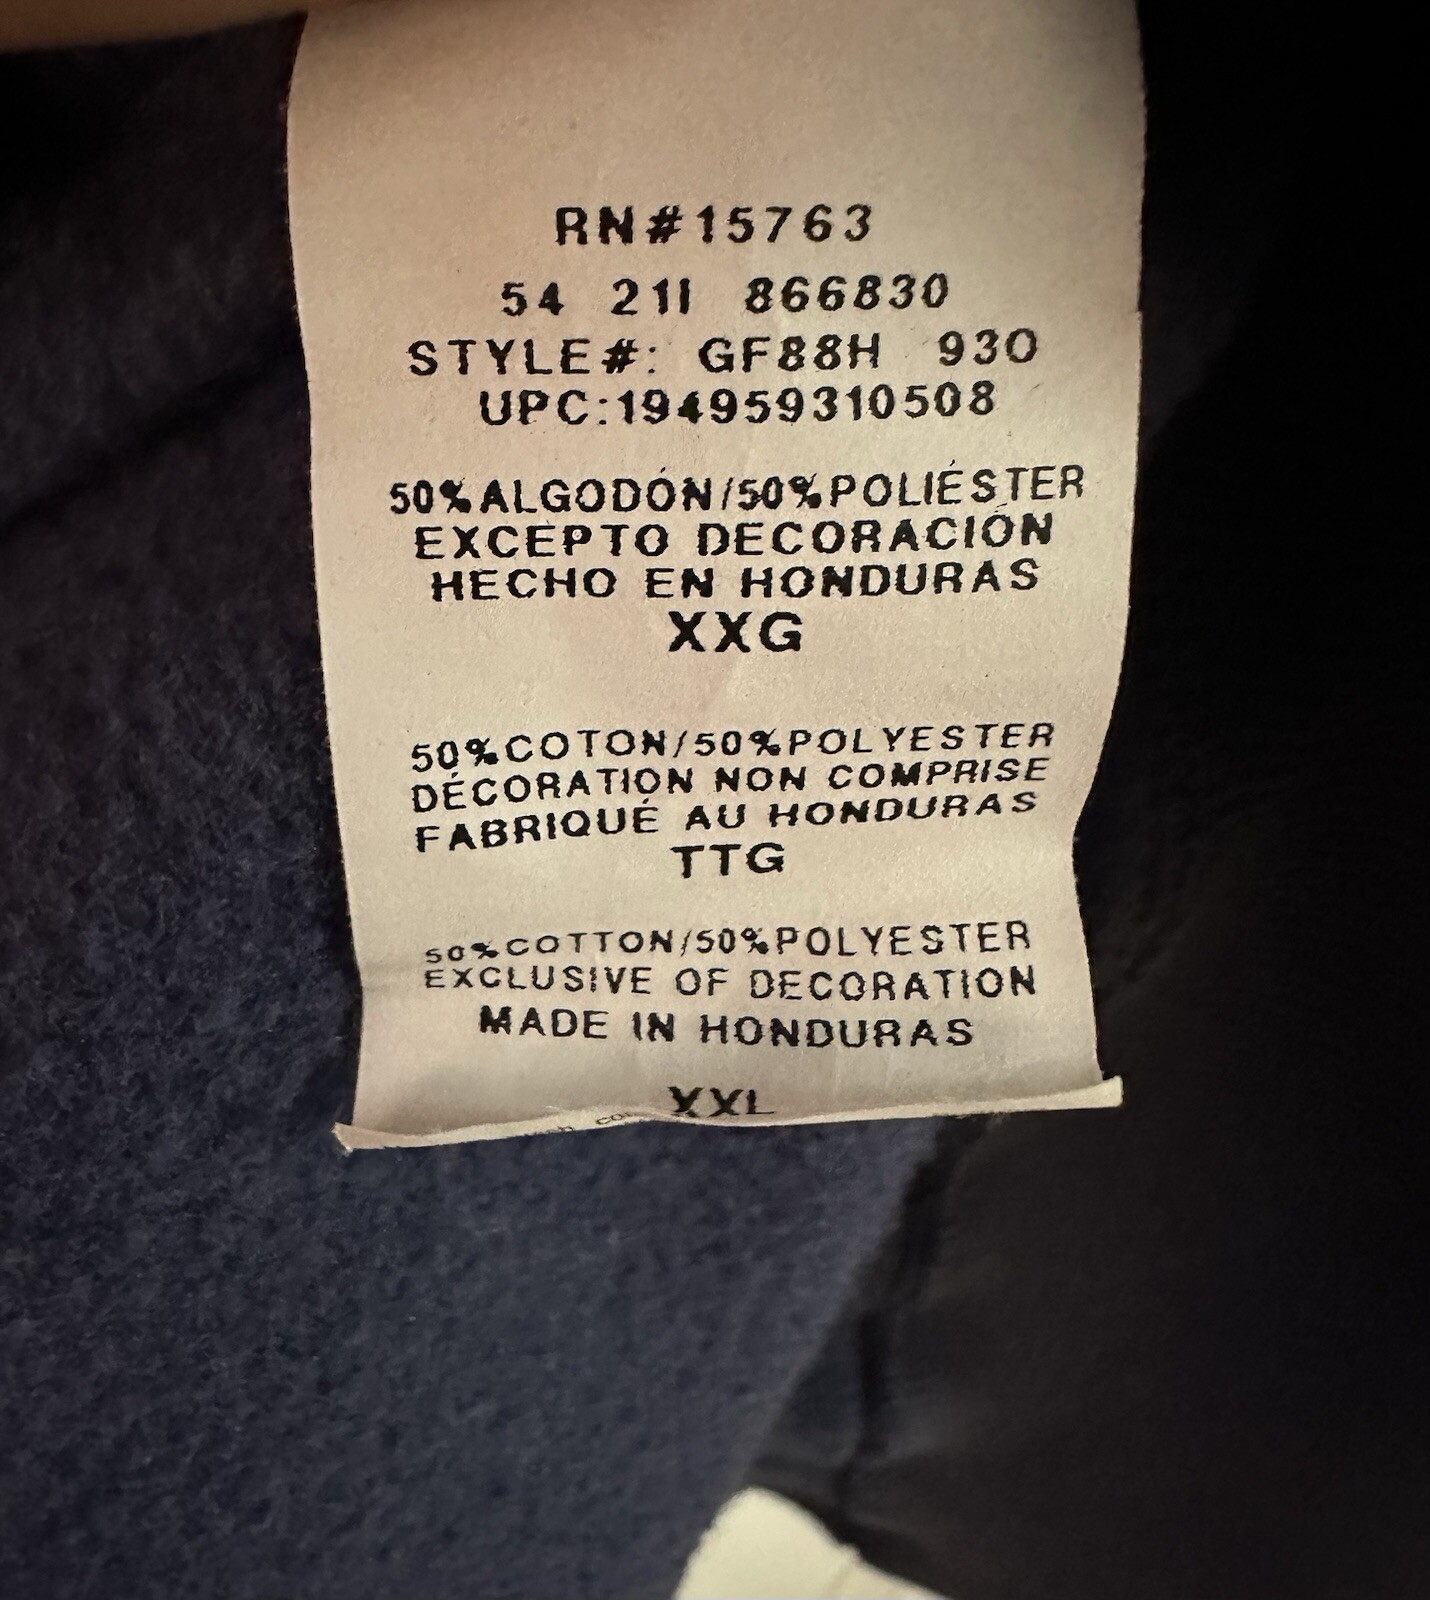 RN#15763
54 21I 866830
STYLE#: GF88H 930
UPC:194959310508
50%ALGODÓN/50%POLIÉSTER
EXCEPTO DECORACIÓN
HECHO EN HONDURAS
XXG
50%COTON/50%POLYESTER
DÉCORATION NON COMPRISE
FABRIQUÉ AU HONDURAS
TTG
50%COTTON/50%POLYESTER
EXCLUSIVE OF DECORATION
MADE IN HONDURAS
XXL